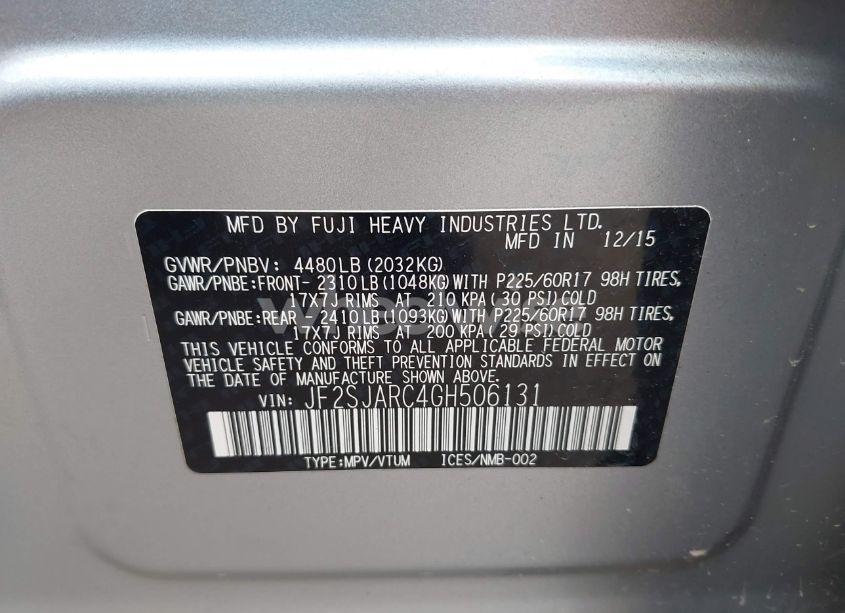 MFD BY FUJI HEAVY INDUSTRIES LTD.
MFD IN 12/15
GVWR/PNBV: 4480LB (2032KG)
GAWR/PNBE:FRONT- 2310LB (1048KG) WITH P225/60R17 98H TIRES,
17X7J RIMS AT 210 KPA (30 PSI) COLD
GAWR/PNBE:REAR - 2410LB (1093KG) WITH P225/60R17 98H TIRES,
17X7J RIMS AT 200 KPA (29 PSI) COLD
THIS VEHICLE CONFORMS TO ALL APPLICABLE FEDERAL MOTOR
VEHICLE SAFETY AND THEFT PREVENTION STANDARDS IN EFFECT ON
THE DATE OF MANUFACTURE SHOWN ABOVE.
VIN: JF2SJARC4GH506131
TYPE:MPV/VTUM ICES/NMB-002